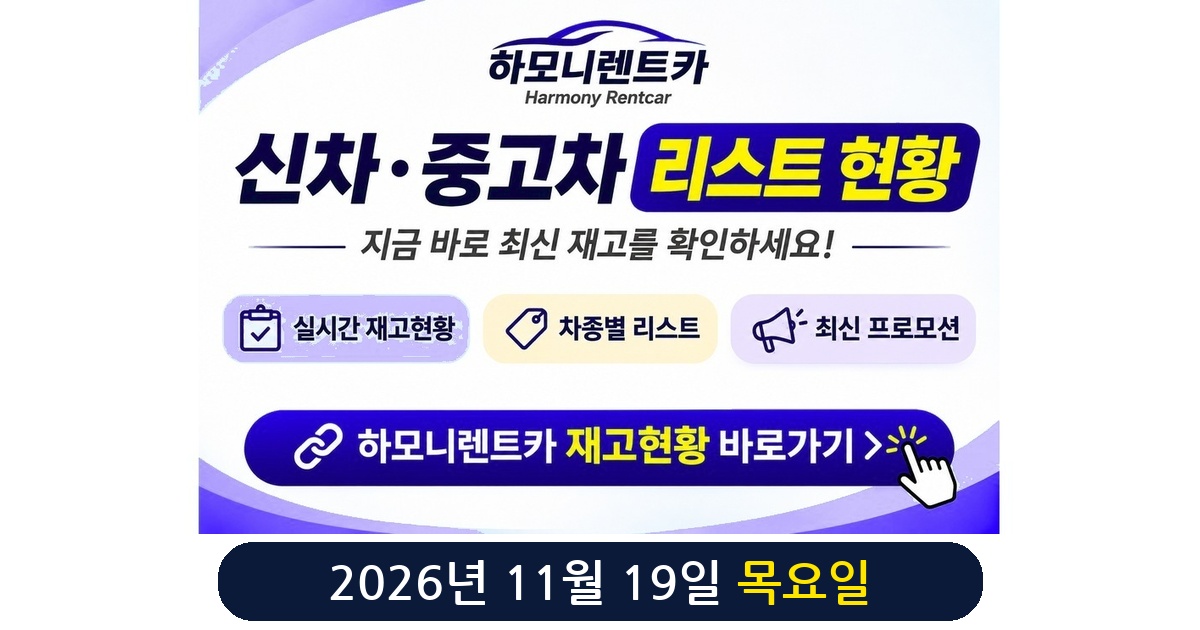 하모니렌트카
Harmony Rentcar
신차·중고차 리스트 현황
지금 바로 최신 재고를 확인하세요!
실시간 재고현황
차종별 리스트
최신 프로모션
하모니렌트카 재고현황 바로가기 >
2026년 11월 19일 목요일